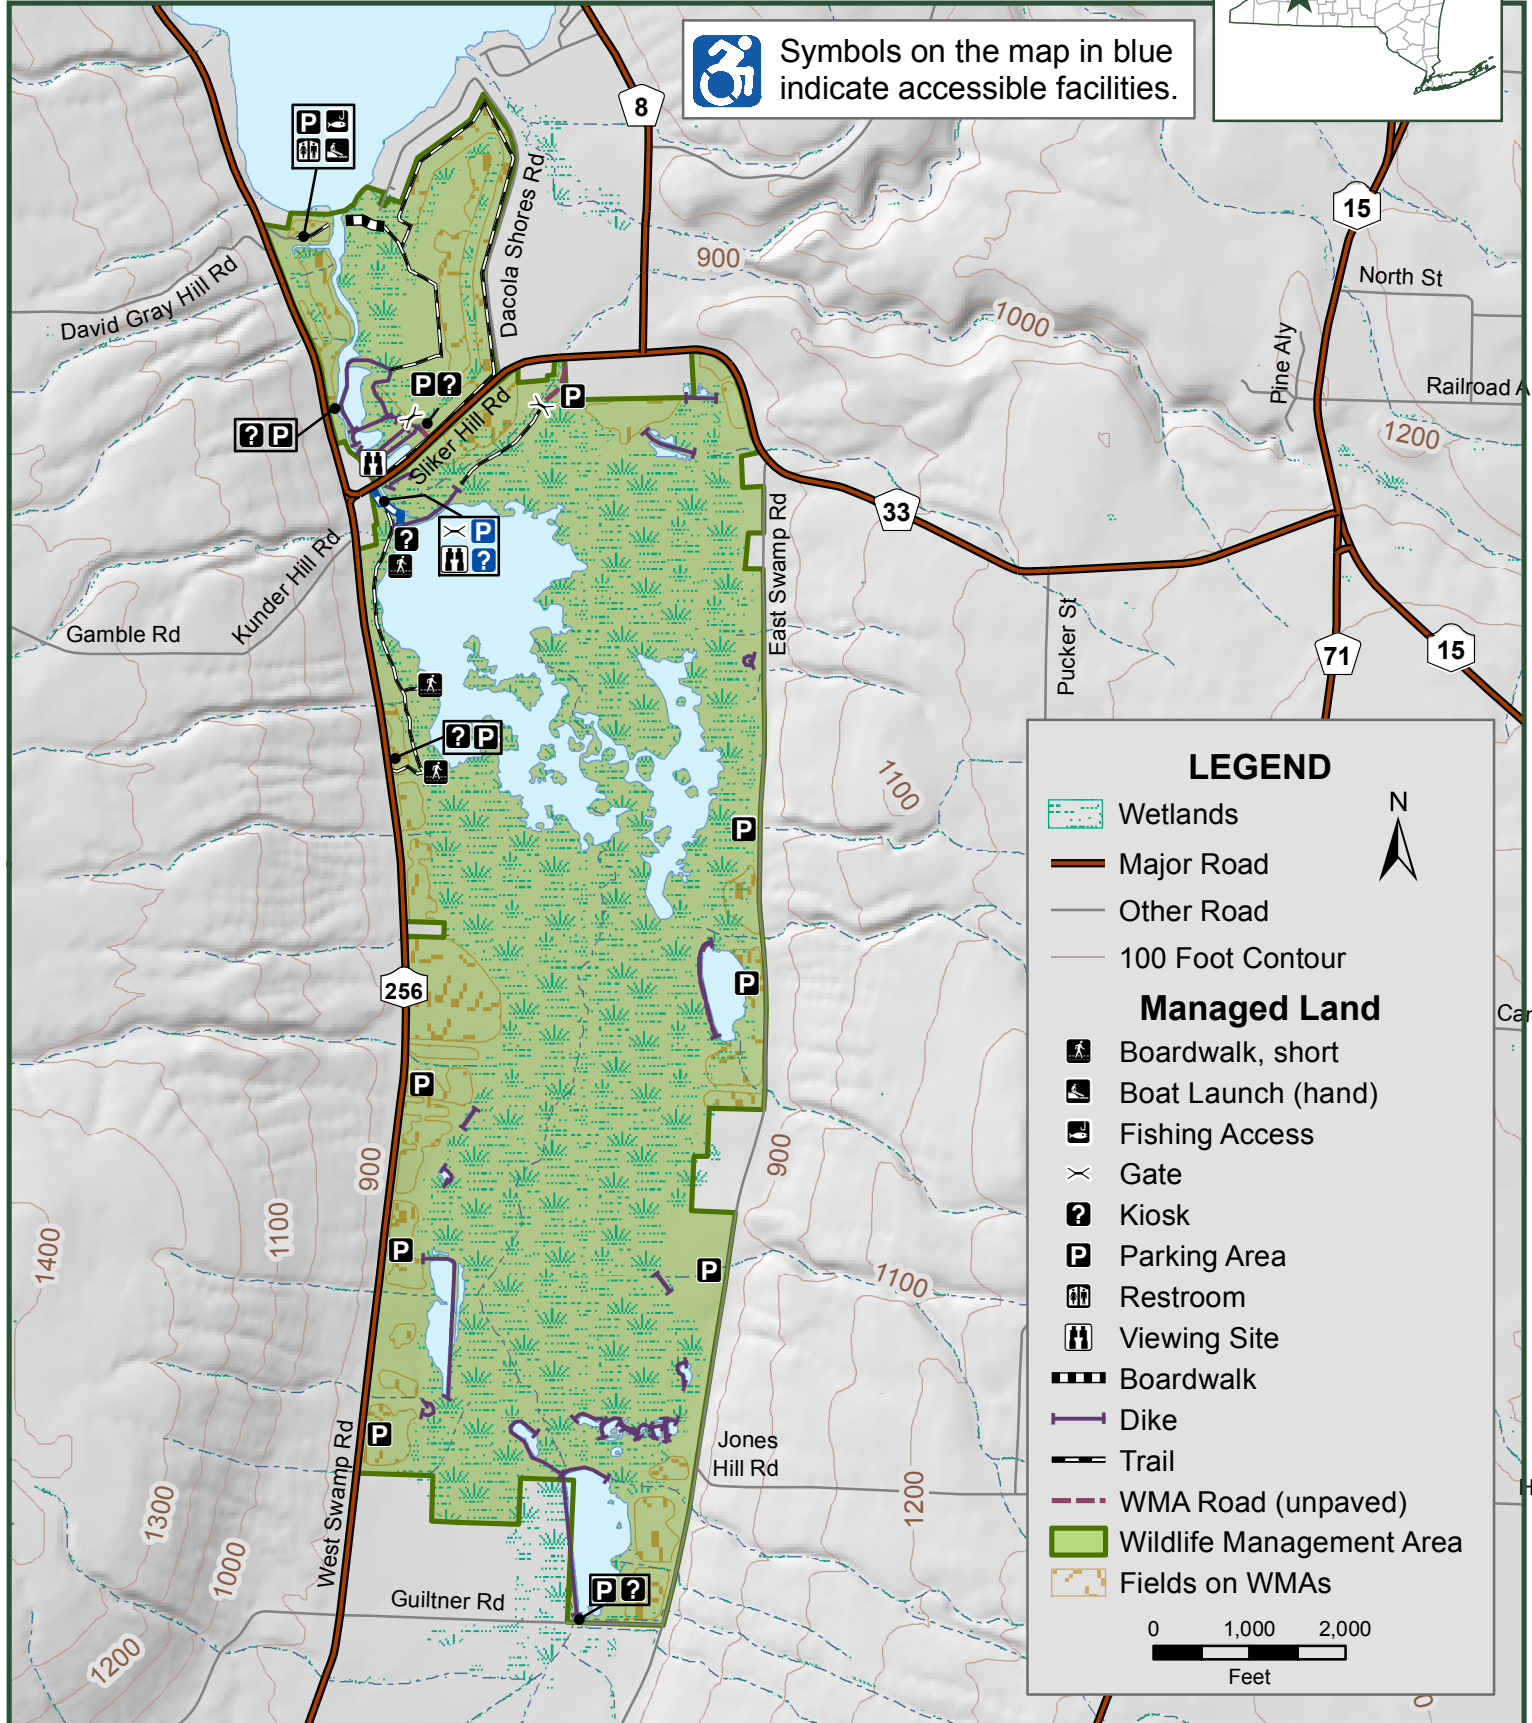 Symbols on the map in blue
indicate accessible facilities.
8
15
P
Dacola Shores Rd
900
David Gray Hill Rd
North St
1000
Pine Aly
Railroad A
P ?
P
? P
Sliker Hill Rd
1200
33
East Swamp Rd
P
?
?
Kunder Hill Rd
Gamble Rd
Pucker St
71
15
? P
1100
P
256
P
P
900
900
1100
1400
P
P
1100
P
West Swamp Rd
Jones
Hill Rd
1200
1300
1000
1200
Guiltner Rd
P ?
Car
H
0
LEGEND
N
Wetlands
Major Road
Other Road
100 Foot Contour
Managed Land
Boardwalk, short
Boat Launch (hand)
Fishing Access
Gate
? Kiosk
P Parking Area
Restroom
Viewing Site
Boardwalk
Dike
Trail
WMA Road (unpaved)
Wildlife Management Area
Fields on WMAs
0 1,000 2,000
Feet